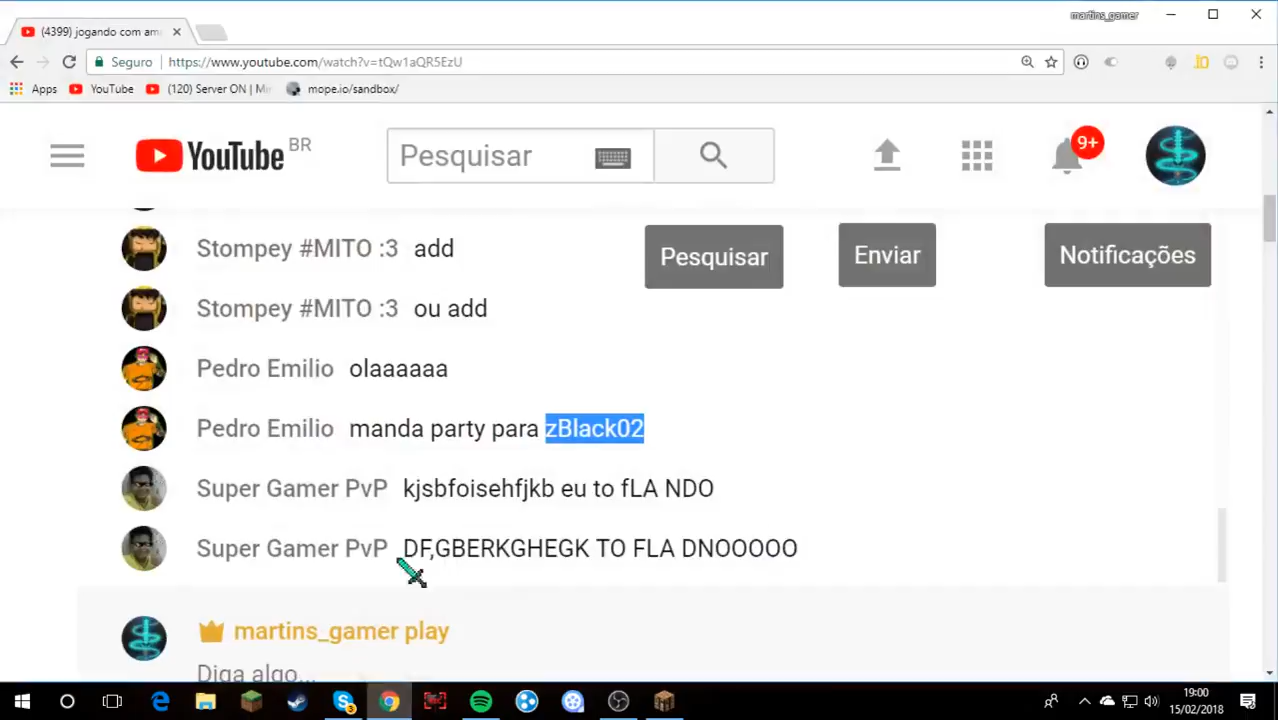 martins_gamer
(4399) jogando com am
Seguro https://www.youtube.com/watch?v=tQw1aQR5EzU
Apps YouTube (120) Server ON | Mi mope.io/sandbox/
YouTube BR Pesquisar 9+
Stompey #MITO :3 add
Pesquisar Enviar Notificações
Stompey #MITO :3 ou add
Pedro Emilio olaaaaaa
Pedro Emilio manda party para zBlack02
Super Gamer PvP kjsbfoisehfjkb eu to fLA NDO
Super Gamer PvP DF,GBERKGHEGK TO FLA DNOOOOO
martins_gamer play
Diga algo...
19:00
15/02/2018